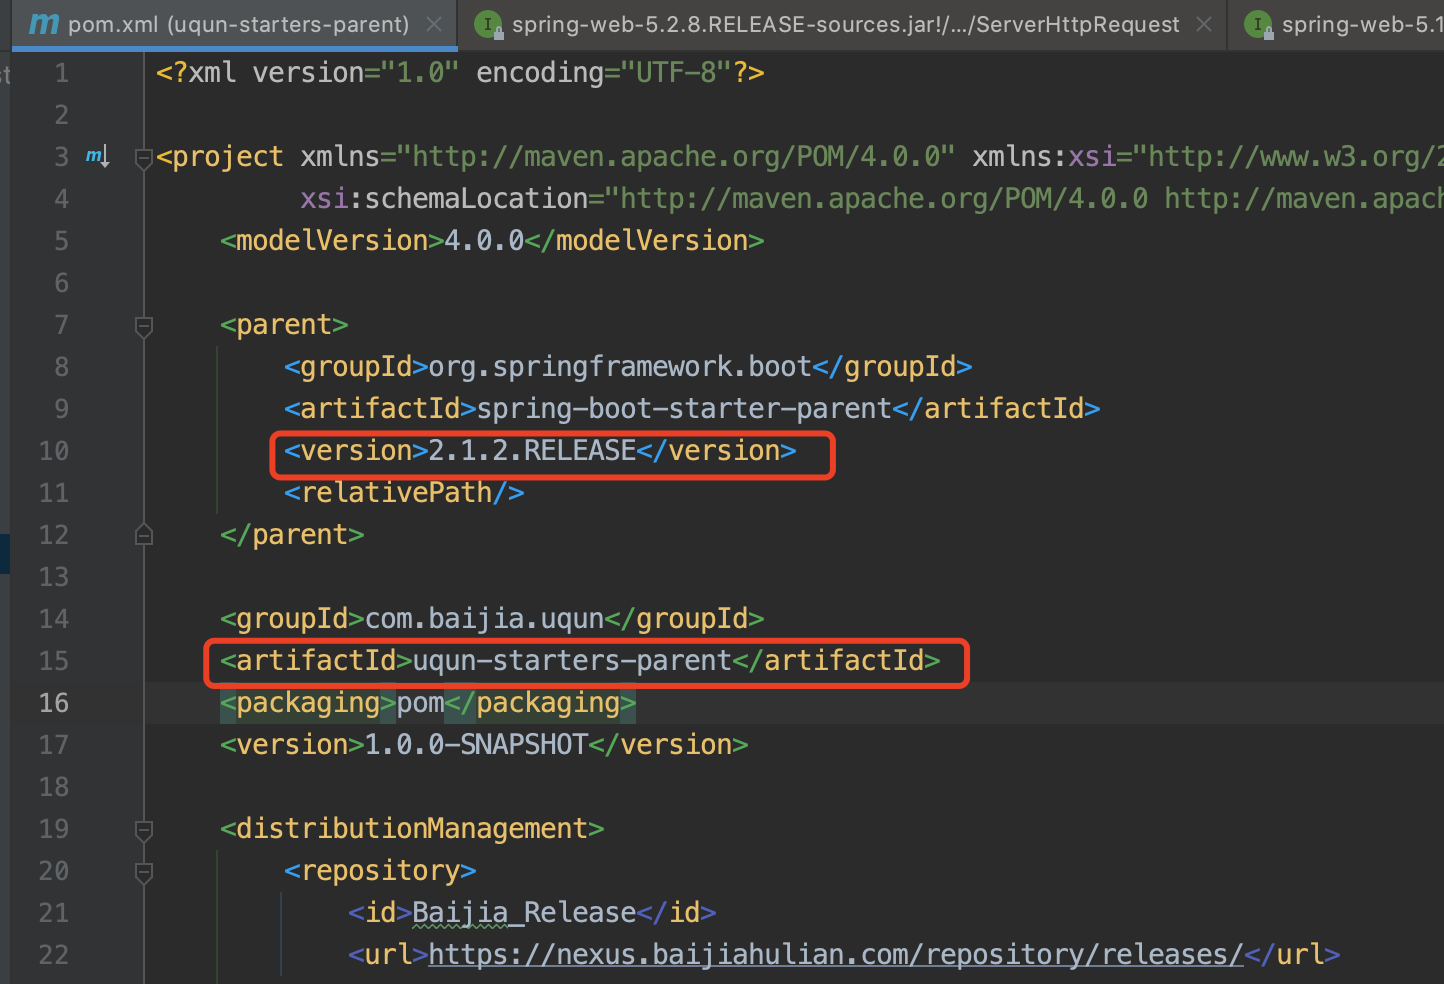 pom.xml (uqun-starters-parent)
spring-web-5.2.8.RELEASE-sources.jar!/.../ServerHttpRequest
spring-web-5.1
1 <?xml version="1.0" encoding="UTF-8"?>
2
3 <project xmlns="http://maven.apache.org/POM/4.0.0" xmlns:xsi="http://www.w3.org/2
4 xsi:schemaLocation="http://maven.apache.org/POM/4.0.0 http://maven.apach
5 <modelVersion>4.0.0</modelVersion>
6
7 <parent>
8 <groupId>org.springframework.boot</groupId>
9 <artifactId>spring-boot-starter-parent</artifactId>
10 <version>2.1.2.RELEASE</version>
11 <relativePath/>
12 </parent>
13
14 <groupId>com.baijia.uqun</groupId>
15 <artifactId>uqun-starters-parent</artifactId>
16 <packaging>pom</packaging>
17 <version>1.0.0-SNAPSHOT</version>
18
19 <distributionManagement>
20 <repository>
21 <id>Baijia_Release</id>
22 <url>https://nexus.baijiahulian.com/repository/releases/</url>